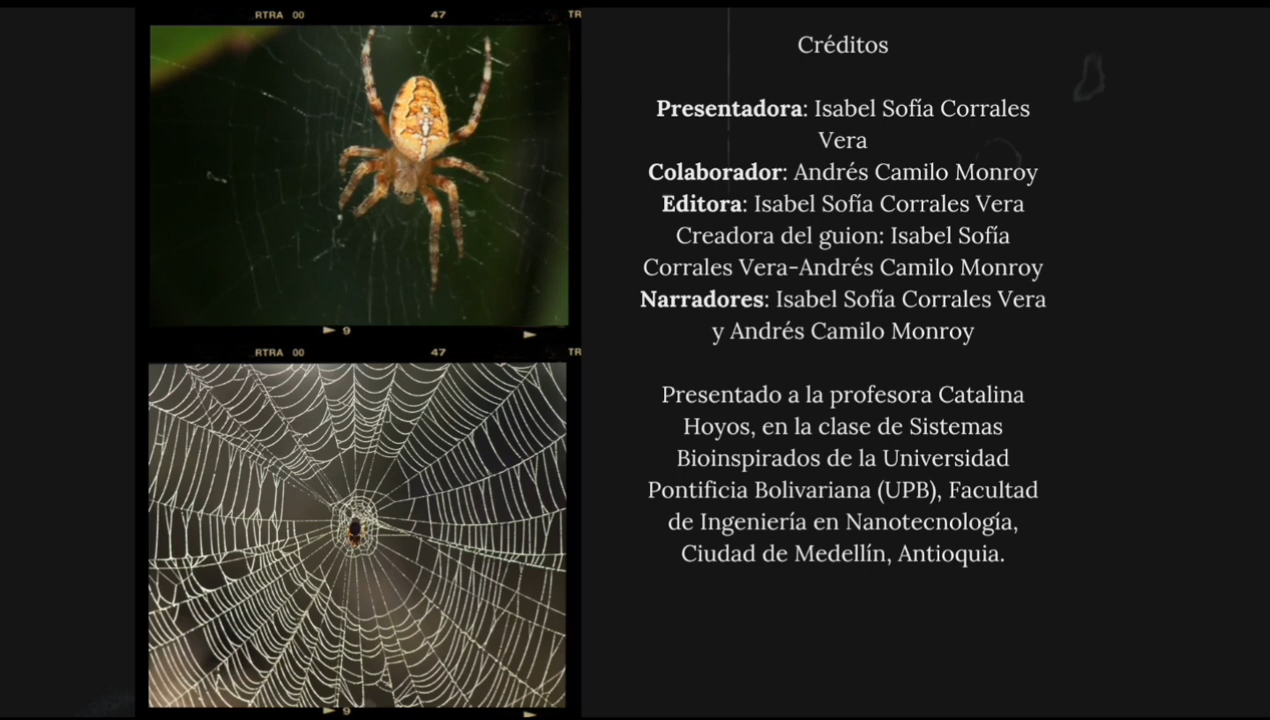 RTRA 00 47 TR
Créditos
Presentadora: Isabel Sofía Corrales
Vera
Colaborador: Andrés Camilo Monroy
Editora: Isabel Sofía Corrales Vera
Creadora del guion: Isabel Sofía
Corrales Vera-Andrés Camilo Monroy
Narradores: Isabel Sofía Corrales Vera
y Andrés Camilo Monroy
Presentado a la profesora Catalina
Hoyos, en la clase de Sistemas
Bioinspirados de la Universidad
Pontificia Bolivariana (UPB), Facultad
de Ingeniería en Nanotecnología,
Ciudad de Medellín, Antioquia.
9
RTRA 00 47 TR
9